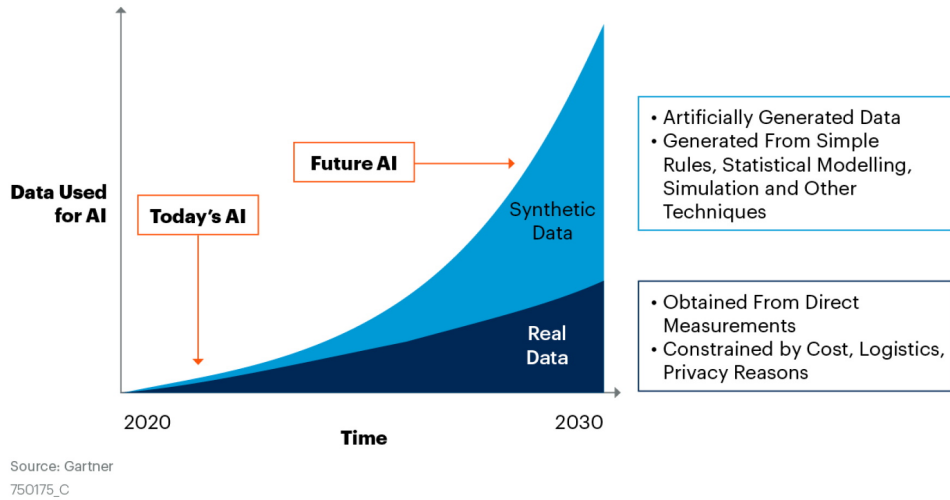 Data Used
for AI
Today's AI
Future AI
Synthetic
Data
Real
Data
• Artificially Generated Data
• Generated From Simple
Rules, Statistical Modelling,
Simulation and Other
Techniques
• Obtained From Direct
Measurements
• Constrained by Cost, Logistics,
Privacy Reasons
2020
2030
Time
Source: Gartner
750175_C